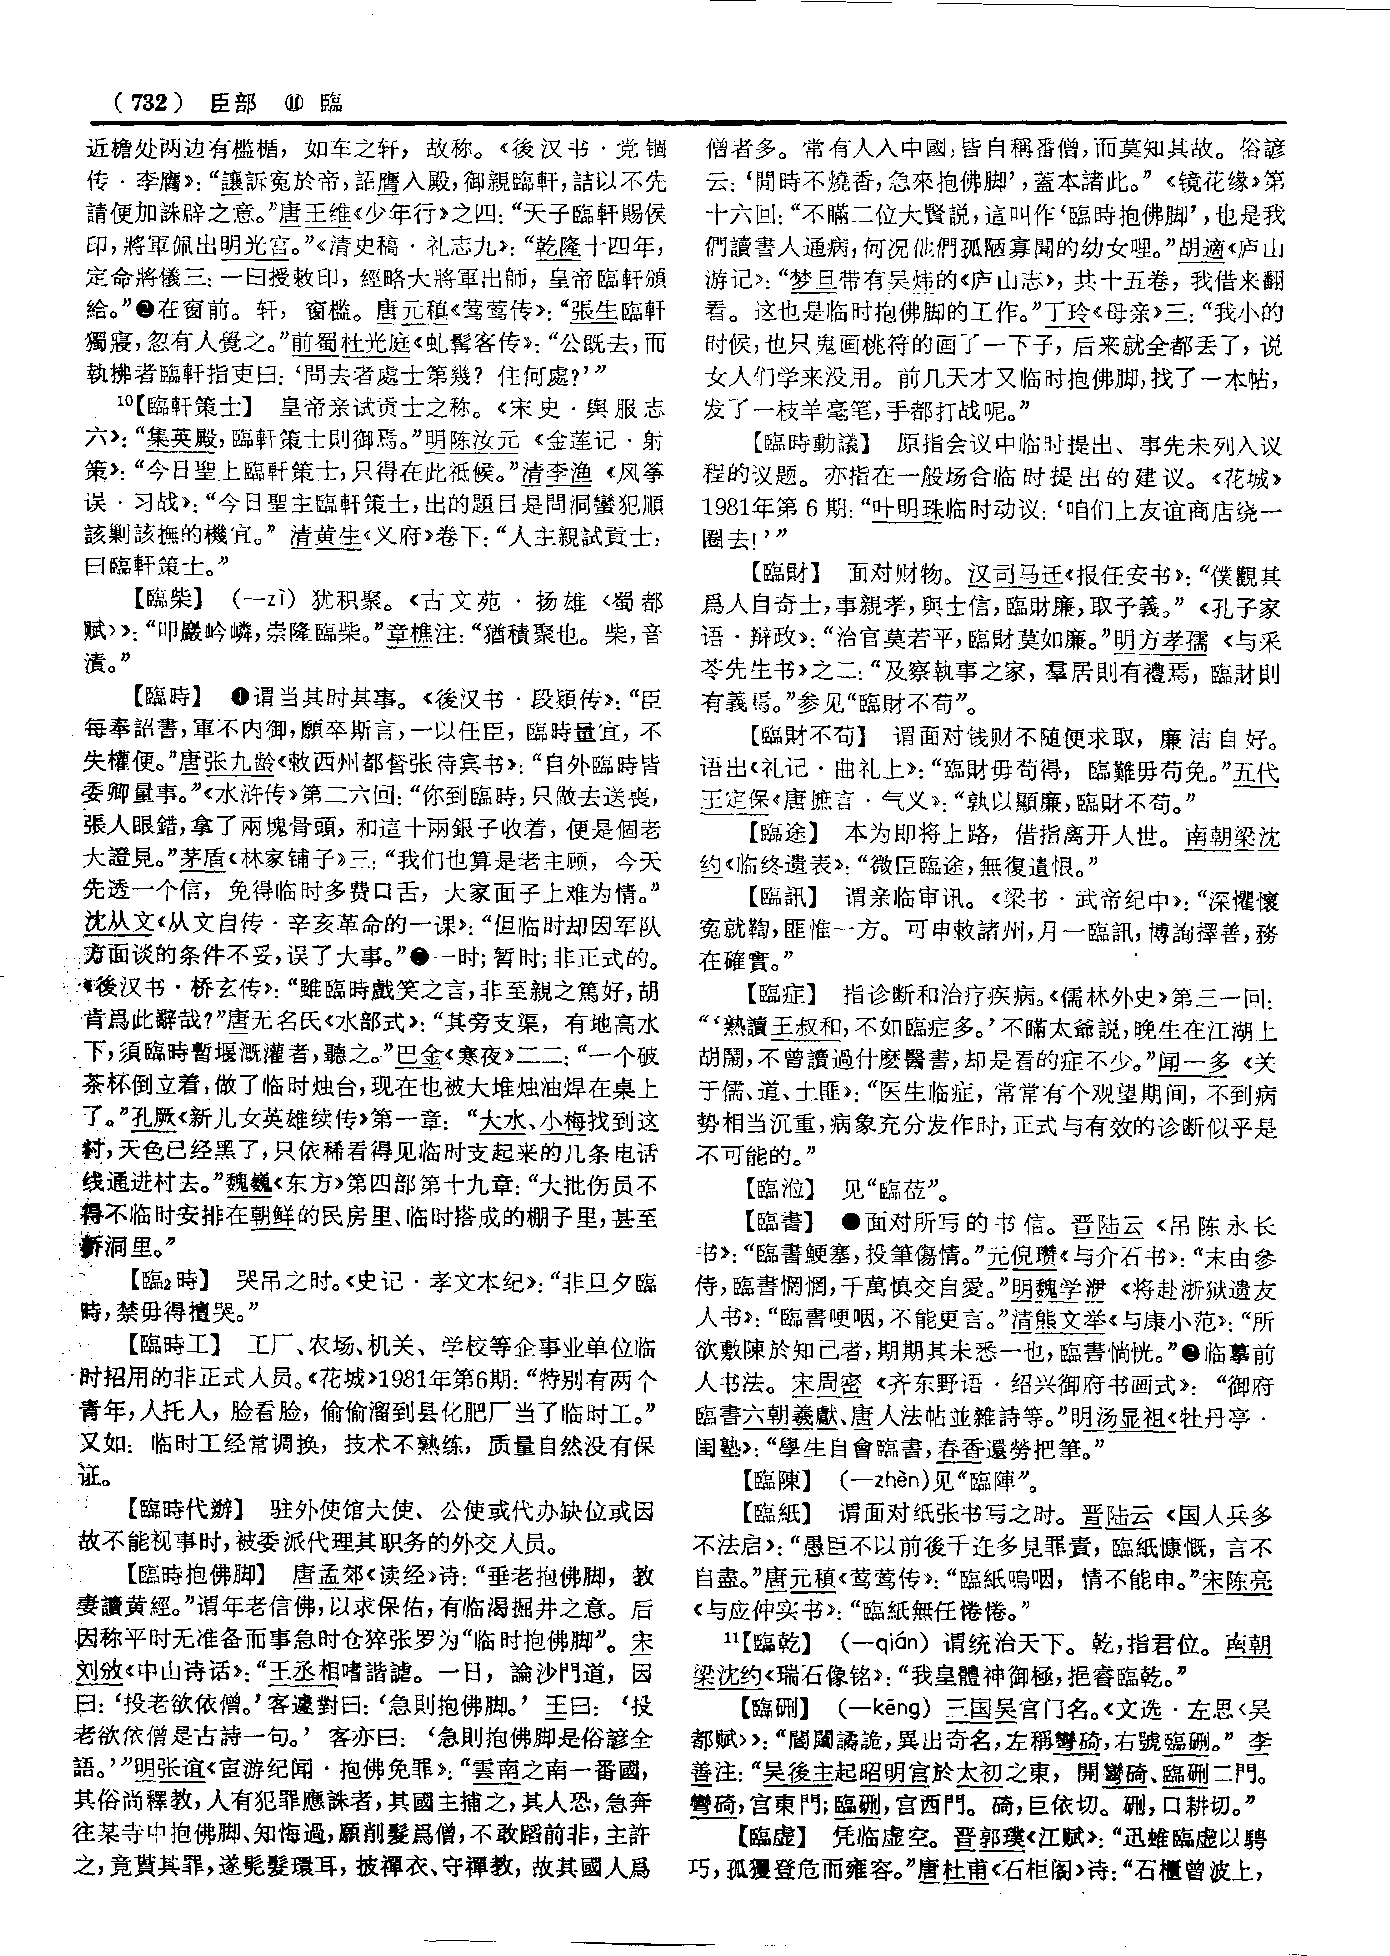 （732） 臣部 ⑪ 臨
近檐处两边有槛楯，如车之轩，故称。《後汉书·党锢
传·李膺》：“讓訴冤於帝，詔膺入殿，御親臨軒，詰以不先
請便加誅辟之意。”唐王维《少年行》之四：“天子臨軒賜侯
印，將軍佩出明光宫。”《清史稿·礼志九》：“乾隆十四年，
定命將儀三：一曰授敕印，經略大將軍出師，皇帝臨軒頒
給。”❷在窗前。轩，窗槛。唐元稹《莺莺传》：“張生臨軒
獨寢，忽有人覺之。”前蜀杜光庭《虬髯客传》：“公既去，而
執拂者臨軒指吏曰：‘問去者處士第幾？住何處？’”
10【臨軒策士】 皇帝亲试贡士之称。《宋史·舆服志
六》：“集英殿，臨軒策士則御焉。”明陈汝元《金莲记·射
策》：“今日聖上臨軒策士，只得在此祗候。”清李渔《风筝
误·习战》：“今日聖主臨軒策士，出的題目是問洞蠻犯順
該剿該撫的機宜。”清黄生《义府》卷下：“人主親試貢士，
曰臨軒策士。”
【臨柴】 （—zì）犹积聚。《古文苑·扬雄〈蜀都
赋〉》：“叩巖岭嶙，崇隆臨柴。”章樵注：“猶積聚也。柴，音
漬。”
【臨時】 ❶谓当其时其事。《後汉书·段熲传》：“臣
每奉詔書，軍不内御，願卒斯言，一以任臣，臨時量宜，不
失權便。”唐张九龄《敕西州都督张待宾书》：“自外臨時皆
委卿量事。”《水浒传》第二六回：“你到臨時，只做去送喪，
張人眼錯，拿了兩塊骨頭，和這十兩銀子收着，便是個老
大證見。”茅盾《林家铺子》三：“我们也算是老主顾，今天
先透一个信，免得临时多费口舌，大家面子上难为情。”
沈从文《从文自传·辛亥革命的一课》：“但临时却因军队
方面谈的条件不妥，误了大事。”❷一时；暂时；非正式的。
《後汉书·桥玄传》：“雖臨時戲笑之言，非至親之篤好，胡
肯爲此辭哉？”唐无名氏《水部式》：“其旁支渠，有地高水
下，須臨時暫堰溉灌者，聽之。”巴金《寒夜》二二：“一个破
茶杯倒立着，做了临时烛台，现在也被大堆烛油焊在桌上
了。”孔厥《新儿女英雄续传》第一章：“大水、小梅找到这
村，天色已经黑了，只依稀看得见临时支起来的几条电话
线通进村去。”魏巍《东方》第四部第十九章：“大批伤员不
得不临时安排在朝鲜的民房里、临时搭成的棚子里，甚至
桥洞里。”
【臨₂時】 哭吊之时。《史记·孝文本纪》：“非旦夕臨
時，禁毋得擅哭。”
【臨時工】 工厂、农场、机关、学校等企事业单位临
时招用的非正式人员。《花城》1981年第6期：“特别有两个
青年，人托人，脸看脸，偷偷溜到县化肥厂当了临时工。”
又如：临时工经常调换，技术不熟练，质量自然没有保
证。
【臨時代辦】 驻外使馆大使、公使或代办缺位或因
故不能视事时，被委派代理其职务的外交人员。
【臨時抱佛脚】 唐孟郊《读经》诗：“垂老抱佛脚，教
妻讀黄經。”谓年老信佛，以求保佑，有临渴掘井之意。后
因称平时无准备而事急时仓猝张罗为“临时抱佛脚”。宋
刘攽《中山诗话》：“王丞相嗜諧謔。一日，論沙門道，因
曰：‘投老欲依僧。’客遽對曰：‘急則抱佛脚。’王曰：‘投
老欲依僧是古詩一句。’客亦曰：‘急則抱佛脚是俗諺全
語。’”明张谊《宦游纪闻·抱佛免罪》：“雲南之南一番國，
其俗尚釋教，人有犯罪應誅者，其國主捕之，其人恐，急奔
往某寺中抱佛脚、知悔過，願削髮爲僧，不敢蹈前非，主許
之，竟貰其罪，遂髡髮環耳，披禪衣、守禪教，故其國人爲
僧者多。常有人入中國，皆自稱番僧，而莫知其故。俗諺
云：‘閒時不燒香，急來抱佛脚’，蓋本諸此。”《镜花缘》第
十六回：“不瞞二位大賢説，這叫作‘臨時抱佛脚’，也是我
們讀書人通病，何况他們孤陋寡聞的幼女哩。”胡適《庐山
游记》：“梦旦带有吴炜的《庐山志》，共十五卷，我借来翻
看。这也是临时抱佛脚的工作。”丁玲《母亲》三：“我小的
时候，也只鬼画桃符的画了一下子，后来就全都丢了，说
女人们学来没用。前几天才又临时抱佛脚，找了一本帖，
发了一枝羊毫笔，手都打战呢。”
【臨時動議】 原指会议中临时提出、事先未列入议
程的议题。亦指在一般场合临时提出的建议。《花城》
1981年第6期：“叶明珠临时动议：‘咱们上友谊商店绕一
圈去！’”
【臨財】 面对财物。汉司马迁《报任安书》：“僕觀其
爲人自奇士，事親孝，與士信，臨財廉，取予義。”《孔子家
语·辩政》：“治官莫若平，臨財莫如廉。”明方孝孺《与采
苓先生书》之二：“及察執事之家，羣居則有禮焉，臨財則
有義焉。”参见“臨財不苟”。
【臨財不苟】 谓面对钱财不随便求取，廉洁自好。
语出《礼记·曲礼上》：“臨財毋苟得，臨難毋苟免。”五代
王定保《唐摭言·气义》：“孰以顯廉，臨財不苟。”
【臨途】 本为即将上路，借指离开人世。南朝梁沈
约《临终遗表》：“微臣臨途，無復遺恨。”
【臨訊】 谓亲临审讯。《梁书·武帝纪中》：“深懼懷
冤就鞫，匪惟一方。可申敕諸州，月一臨訊，博詢擇善，務
在確實。”
【臨症】 指诊断和治疗疾病。《儒林外史》第三一回：
“‘熟讀王叔和，不如臨症多。’不瞞太爺説，晚生在江湖上
胡鬧，不曾讀過什麽醫書，却是看的症不少。”闻一多《关
于儒、道、土匪》：“医生临症，常常有个观望期间，不到病
势相当沉重，病象充分发作时，正式与有效的诊断似乎是
不可能的。”
【臨涖】 见“臨莅”。
【臨書】 ❶面对所写的书信。晋陆云《吊陈永长
书》：“臨書鯁塞，投筆傷情。”元倪瓒《与介石书》：“末由參
侍，臨書惘惘，千萬慎交自愛。”明魏学洢《将赴浙狱遗友
人书》：“臨書哽咽，不能更言。”清熊文举《与康小范》：“所
欲敷陳於知己者，期期其未悉一也，臨書惝恍。”❷临摹前
人书法。宋周密《齐东野语·绍兴御府书画式》：“御府
臨書六朝羲獻、唐人法帖並雜詩等。”明汤显祖《牡丹亭·
闺塾》：“學生自會臨書，春香還勞把筆。”
【臨陳】 （—zhèn）见“臨陣”。
【臨紙】 谓面对纸张书写之时。晋陆云《国人兵多
不法启》：“愚臣不以前後干迕多見罪責，臨紙慷慨，言不
自盡。”唐元稹《莺莺传》：“臨紙嗚咽，情不能申。”宋陈亮
《与应仲实书》：“臨紙無任惓惓。”
11【臨乾】 （—qián）谓统治天下。乾，指君位。南朝
梁沈约《瑞石像铭》：“我皇體神御極，挹睿臨乾。”
【臨硎】 （—kēng）三国吴宫门名。《文选·左思〈吴
都赋〉》：“閽闥譎詭，異出奇名，左稱彎碕，右號臨硎。”李
善注：“吴後主起昭明宫於太初之東，開彎碕、臨硎二門。
彎碕，宫東門；臨硎，宫西門。碕，巨依切。硎，口耕切。”
【臨虚】 凭临虚空。晋郭璞《江赋》：“迅蜼臨虚以騁
巧，孤玃登危而雍容。”唐杜甫《石柜阁》诗：“石櫃曾波上，